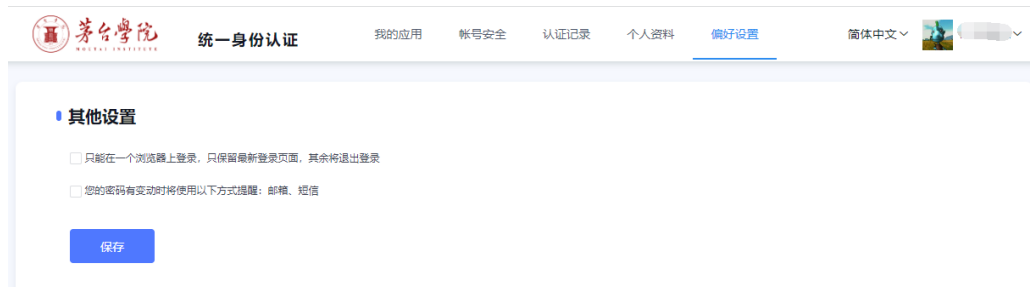 茅台學院
MOUTAI INSTITUTE
统一身份认证
我的应用
帐号安全
认证记录
个人资料
偏好设置
简体中文
其他设置
只能在一个浏览器上登录，只保留最新登录页面，其余将退出登录
您的密码有变动时将使用以下方式提醒：邮箱、短信
保存